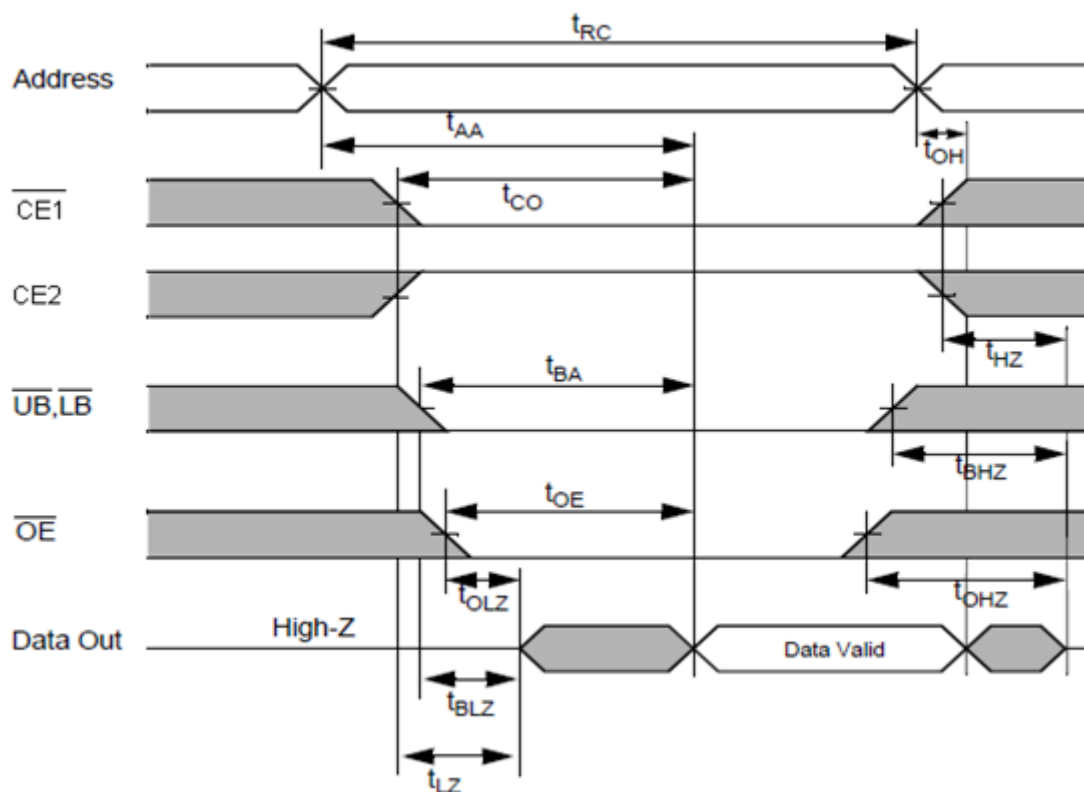 tRC
Address
tAA
tOH
CE1
tCO
CE2
tHZ
tBA
UB,LB
tBHZ
tOE
OE
tOLZ
tOHZ
Data Out
High-Z
Data Valid
tBLZ
tLZ